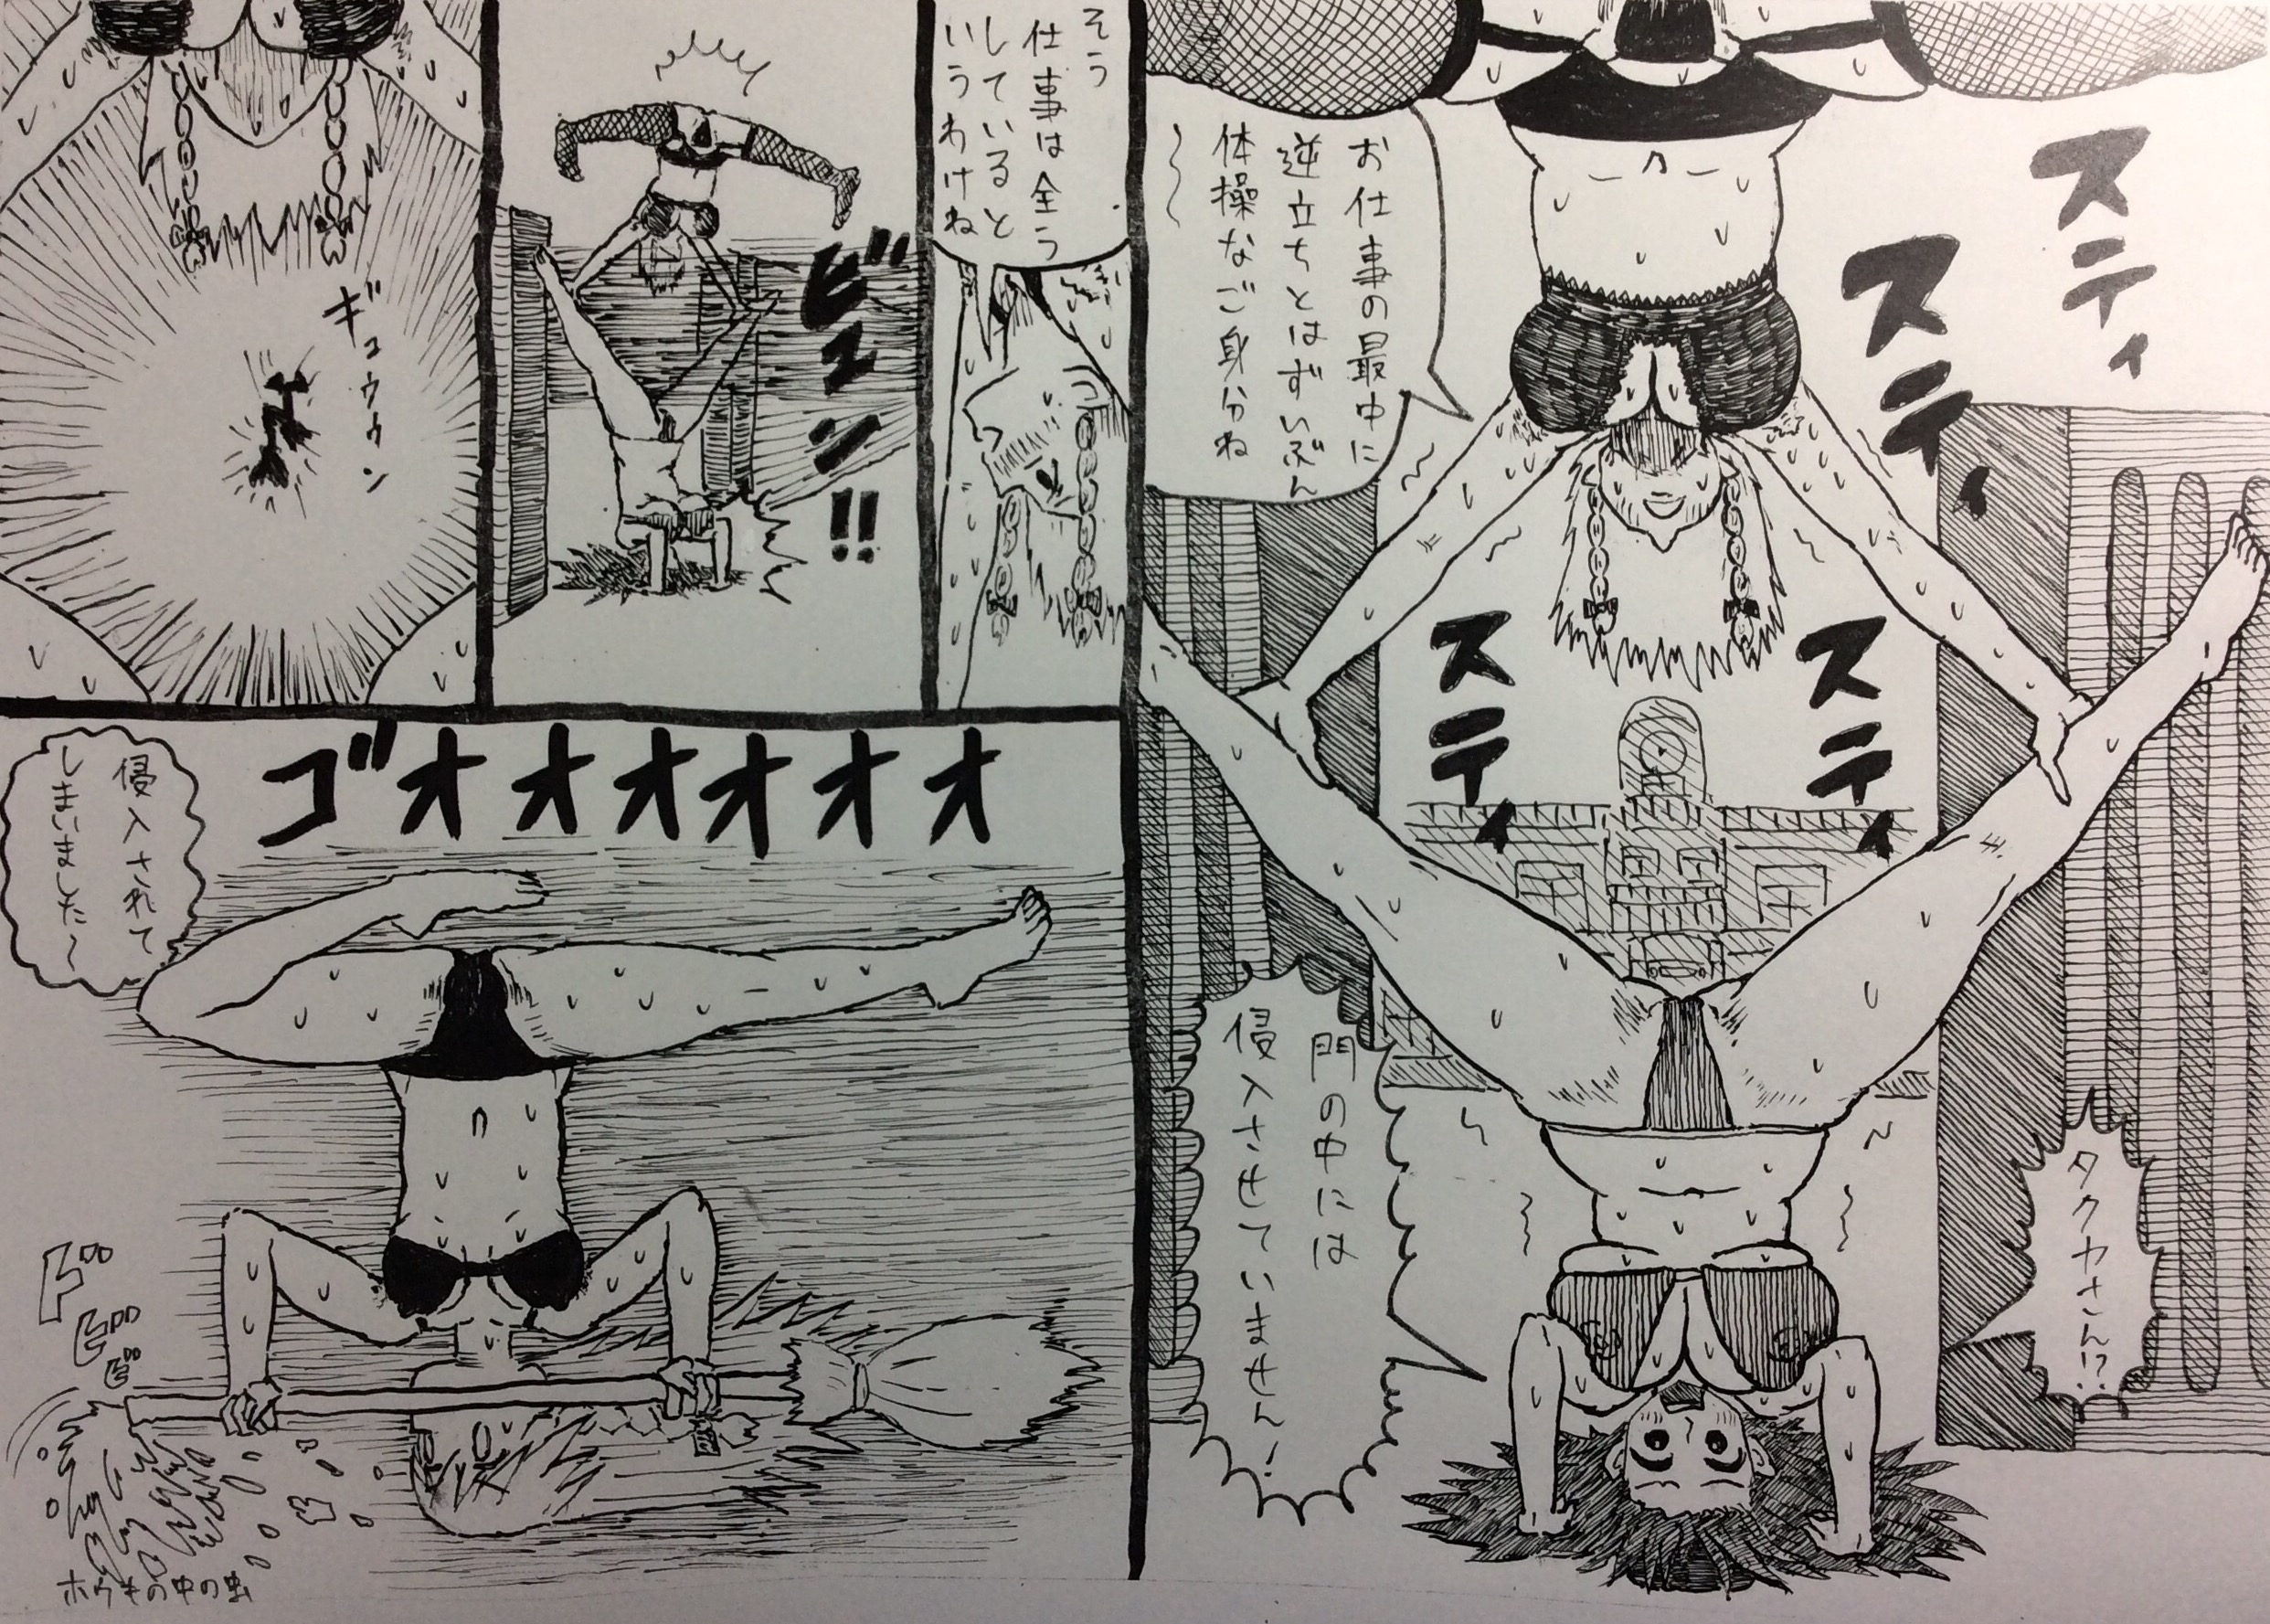 スティ
スティ
スティ
スティ
お仕事の最中に
逆立ちとはずいぶん
体操なご身分ね
〜
タクヤさん!?
門の中には
侵入させていません!
そう
仕事は全う
していると
いうわけね
ビュン!!
ギュウゥン
ゴオオオオオオ
侵入されて
しまいました〜
ドビビ
ホウキの中の虫